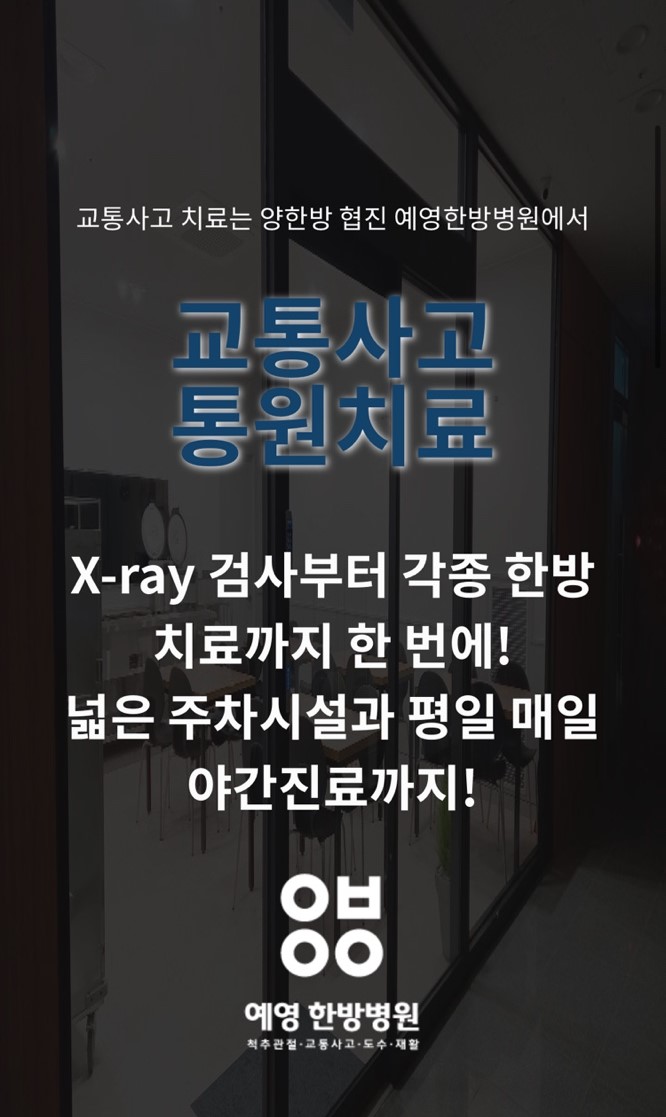 교통사고 치료는 양한방 협진 예영한방병원에서
교통사고
통원치료
X-ray 검사부터 각종 한방
치료까지 한 번에!
넓은 주차시설과 평일 매일
야간진료까지!
예영 한방병원
척추관절·교통사고·도수·재활